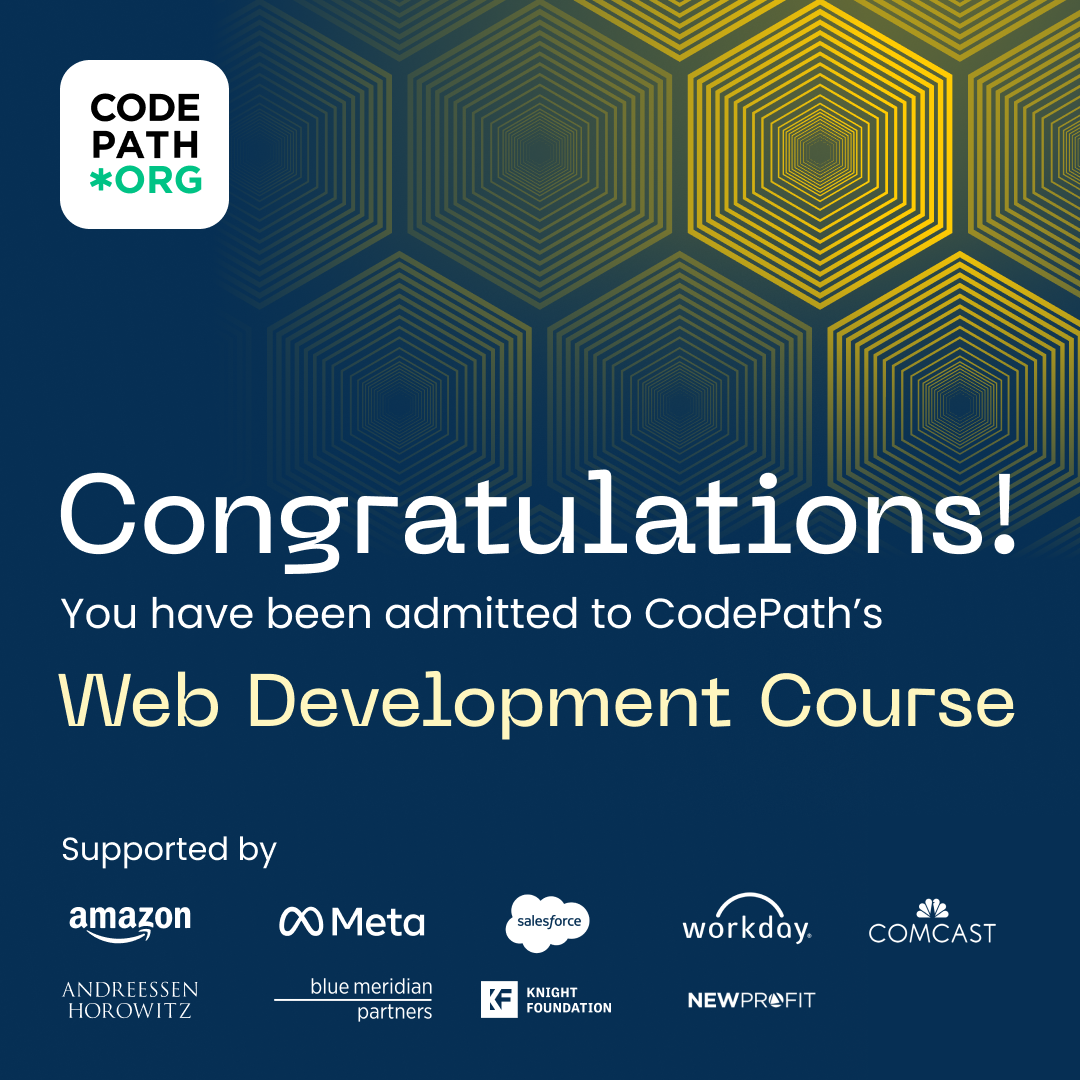 CODE
PATH
*ORG
Congratulations!
You have been admitted to CodePath’s
Web Development Course
Supported by
amazon
Meta
salesforce
workday.
COMCAST
ANDREESSEN
HOROWITZ
blue meridian
partners
KF
KNIGHT
FOUNDATION
NEWPROFIT